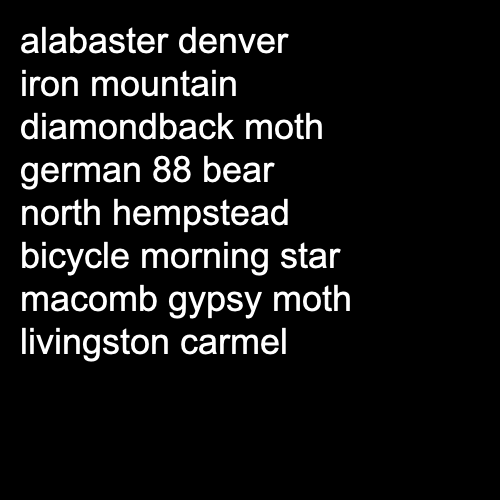 alabaster denver
iron mountain
diamondback moth
german 88 bear
north hempstead
bicycle morning star
macomb gypsy moth
livingston carmel